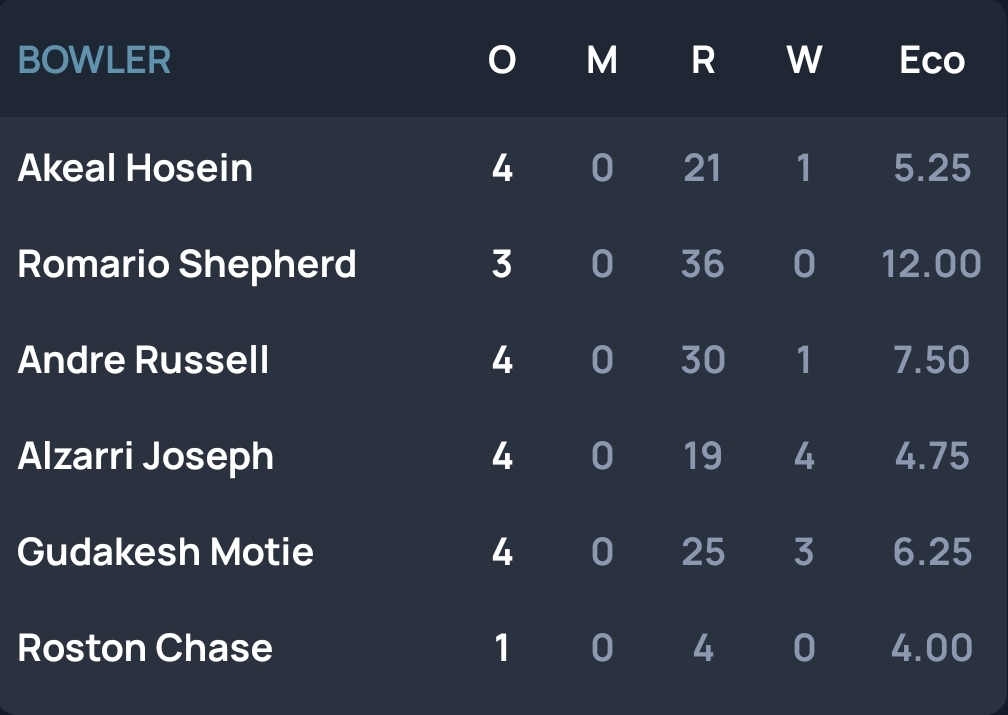 BOWLER O M R W Eco
Akeal Hosein 4 0 21 1 5.25
Romario Shepherd 3 0 36 0 12.00
Andre Russell 4 0 30 1 7.50
Alzarri Joseph 4 0 19 4 4.75
Gudakesh Motie 4 0 25 3 6.25
Roston Chase 1 0 4 0 4.00